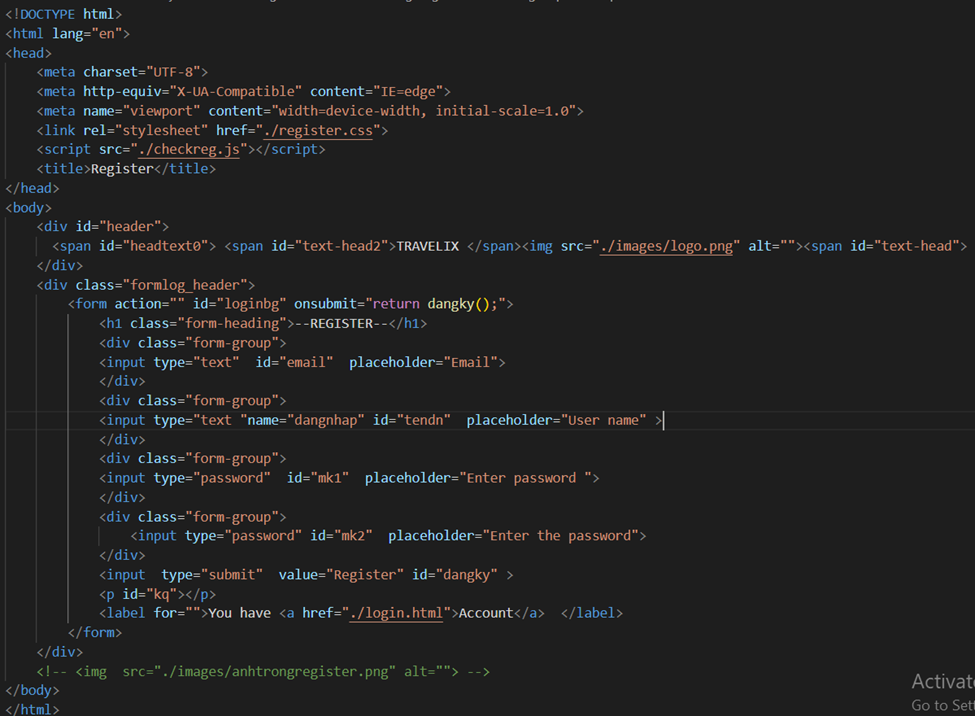 <!DOCTYPE html>
<html lang="en">
<head>
    <meta charset="UTF-8">
    <meta http-equiv="X-UA-Compatible" content="IE=edge">
    <meta name="viewport" content="width=device-width, initial-scale=1.0">
    <link rel="stylesheet" href="./register.css">
    <script src="./checkreg.js"></script>
    <title>Register</title>
</head>
<body>
    <div id="header">
      <span id="headtext0"> <span id="text-head2">TRAVELIX </span><img src="./images/logo.png" alt=""><span id="text-head">
    </div>
    <div class="formlog_header">
        <form action="" id="loginbg" onsubmit="return dangky();">
            <h1 class="form-heading">--REGISTER--</h1>
            <div class="form-group">
            <input type="text"  id="email"  placeholder="Email">
            </div>
            <div class="form-group">
            <input type="text "name="dangnhap" id="tendn"  placeholder="User name" >
            </div>
            <div class="form-group">
            <input type="password"  id="mk1"  placeholder="Enter password ">
            </div>
            <div class="form-group">
                <input type="password" id="mk2"  placeholder="Enter the password">
            </div>
            <input  type="submit"  value="Register" id="dangky" >
            <p id="kq"></p>
            <label for="">You have <a href="./login.html">Account</a>  </label>
        </form>
    </div>
    <!-- <img  src="./images/anhtrongregister.png" alt=""> -->
</body>
</html>
Activate
Go to Set